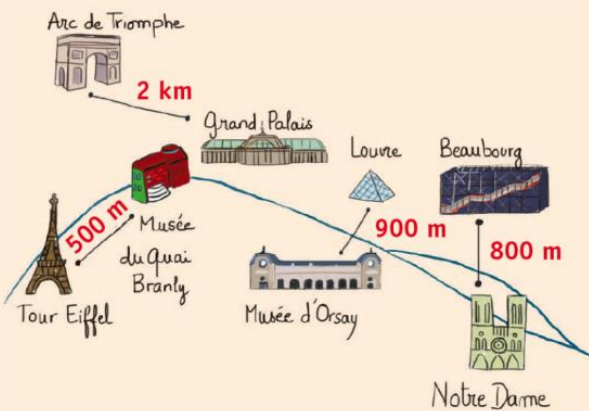 Arc de Triomphe
2 km
Grand Palais
Louvre
Beaubourg
500 m
Musée
du Quai
Branly
900 m
800 m
Tour Eiffel
Musée d'Orsay
Notre Dame